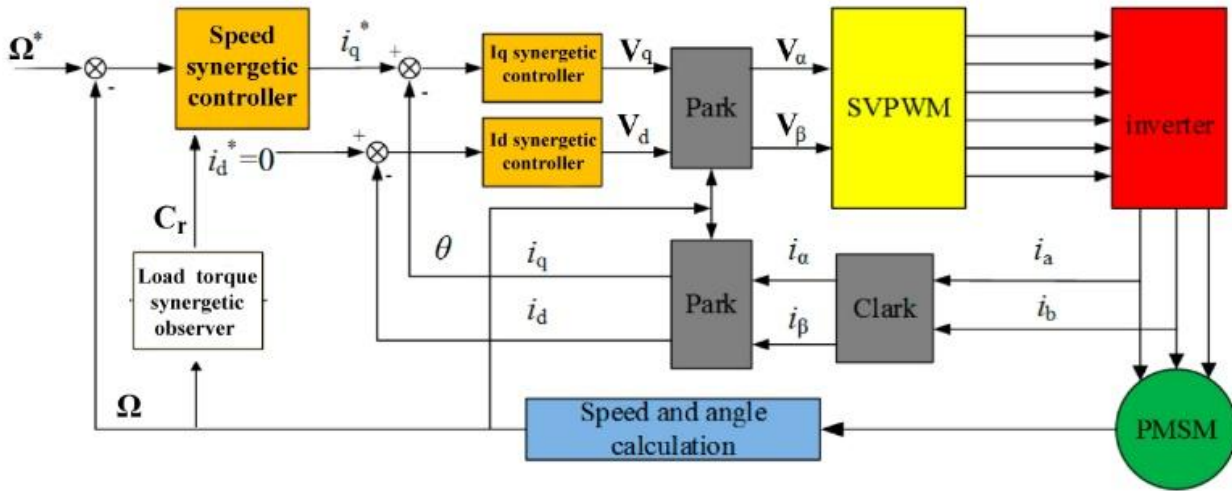 Ω*
-
Speed
synergetic
controller
iq*
+
-
Iq synergetic
controller
Vq
Park
Vα
SVPWM
inverter
id*=0
+
-
Id synergetic
controller
Vd
Vβ
Cr
Load torque
synergetic
observer
θ
iq
Park
iα
Clark
ia
id
iβ
ib
Ω
Speed and angle
calculation
PMSM